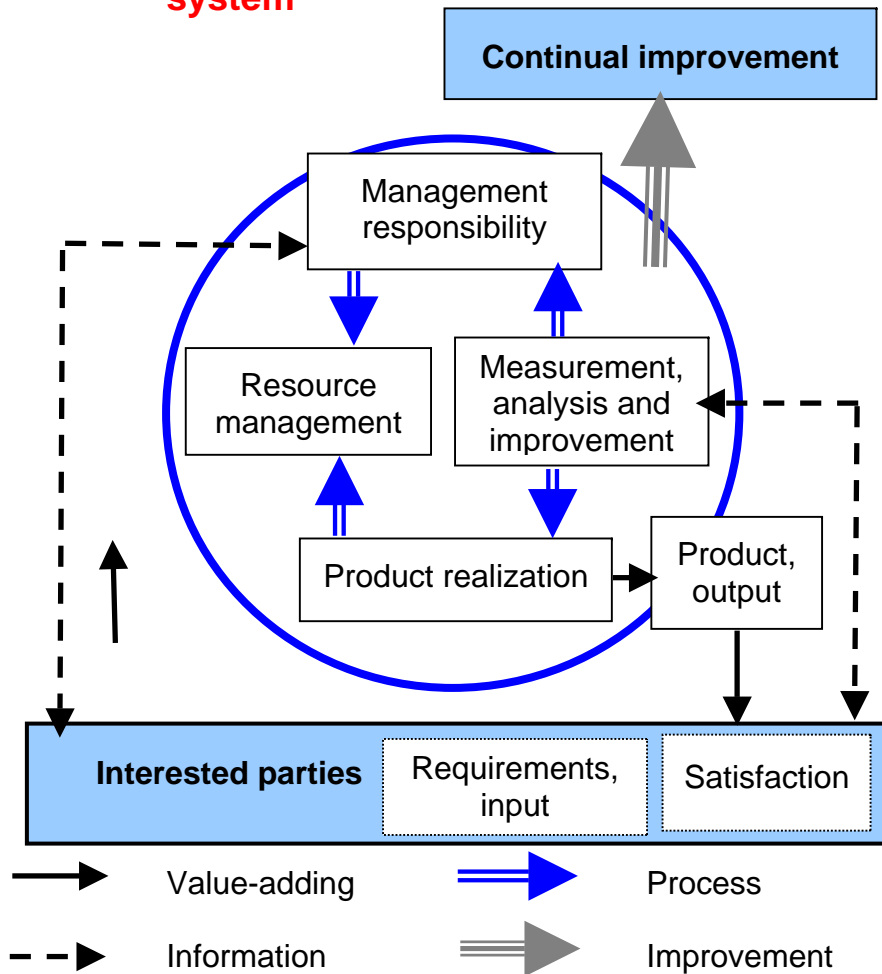 system
Continual improvement
Management
responsibility
Resource
management
Measurement,
analysis and
improvement
Product realization
Product,
output
Interested parties
Requirements,
input
Satisfaction
Value-adding
Process
Information
Improvement